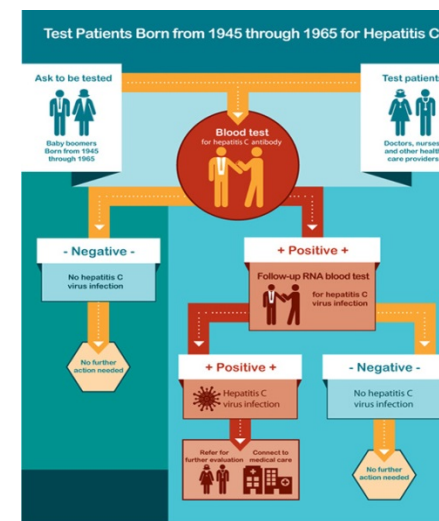 Test Patients Born from 1945 through 1965 for Hepatitis C
Ask to be tested
Baby boomers
Born from 1945
through 1965
Test patients
Doctors, nurses
and other health
care providers
Blood test
for hepatitis C antibody
- Negative -
No hepatitis C
virus infection
No further
action needed
+ Positive +
Follow-up RNA blood test
for hepatitis C
virus infection
+ Positive +
Hepatitis C
virus infection
Refer for
further evaluation
Connect to
medical care
- Negative -
No hepatitis C
virus infection
No further
action needed